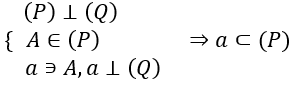 (P) ⊥ (Q)
{ A ∈ (P) ⇒ a ⊂ (P)
a ∋ A, a ⊥ (Q)